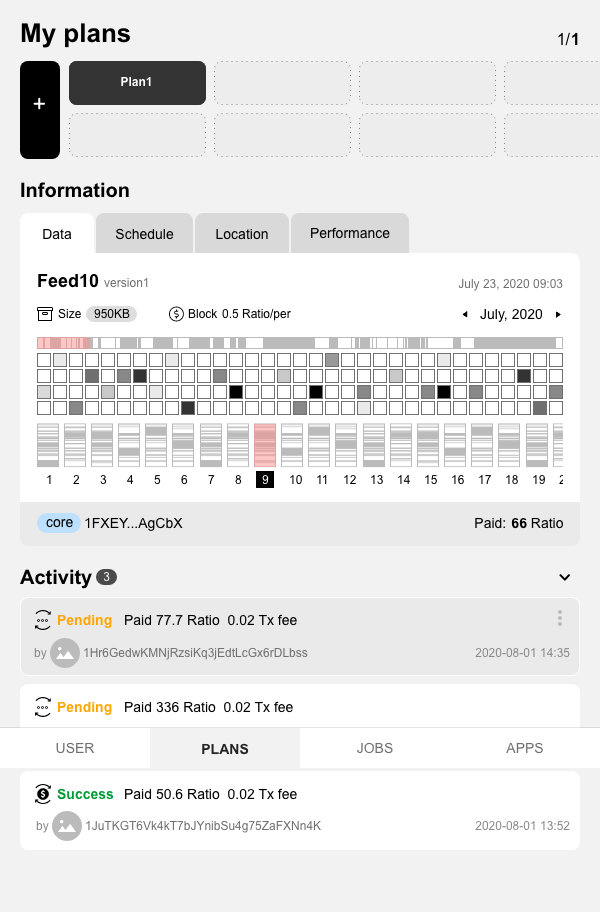 My plans
1/1
+
Plan1
Information
Data Schedule Location Performance
Feed10 version1
July 23, 2020 09:03
Size 950KB $ Block 0.5 Ratio/per
July, 2020
1 2 3 4 5 6 7 8 9 10 11 12 13 14 15 16 17 18 19
core 1FXEY...AgCbX
Paid: 66 Ratio
Activity 3
Pending Paid 77.7 Ratio 0.02 Tx fee
by 1Hr6GedwKMNjRzsiKq3jEdtLcGx6rDLbss 2020-08-01 14:35
Pending Paid 336 Ratio 0.02 Tx fee
USER PLANS JOBS APPS
$ Success Paid 50.6 Ratio 0.02 Tx fee
by 1JuTKGT6Vk4kT7bJYnibSu4g75ZaFXNn4K 2020-08-01 13:52